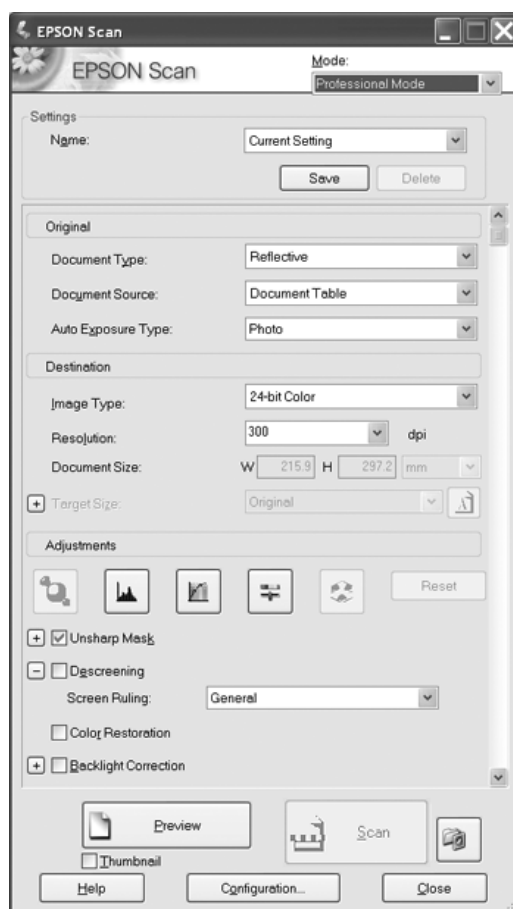 EPSON Scan
EPSON Scan
Mode:
Professional Mode
Settings
Name:
Current Setting
Save
Delete
Original
Document Type:
Reflective
Document Source:
Document Table
Auto Exposure Type:
Photo
Destination
Image Type:
24-bit Color
Resolution:
300
dpi
Document Size:
W 215.9 H 297.2 mm
Target Size:
Original
Adjustments
Reset
Unsharp Mask
Descreening
Screen Ruling:
General
Color Restoration
Backlight Correction
Preview
Scan
Thumbnail
Help
Configuration...
Close